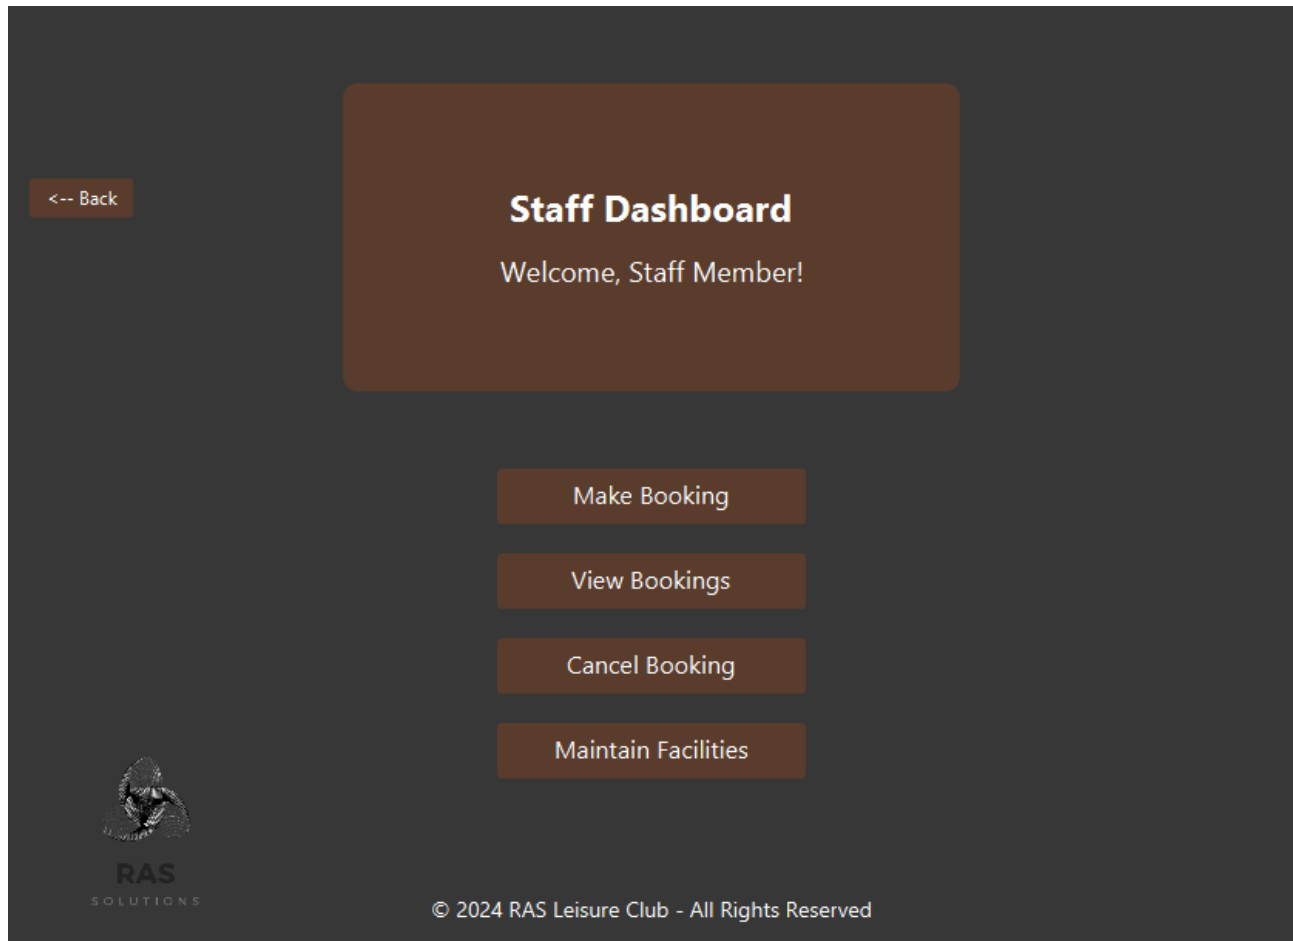 <-- Back
Staff Dashboard
Welcome, Staff Member!
Make Booking
View Bookings
Cancel Booking
Maintain Facilities
RAS
SOLUTIONS
© 2024 RAS Leisure Club - All Rights Reserved